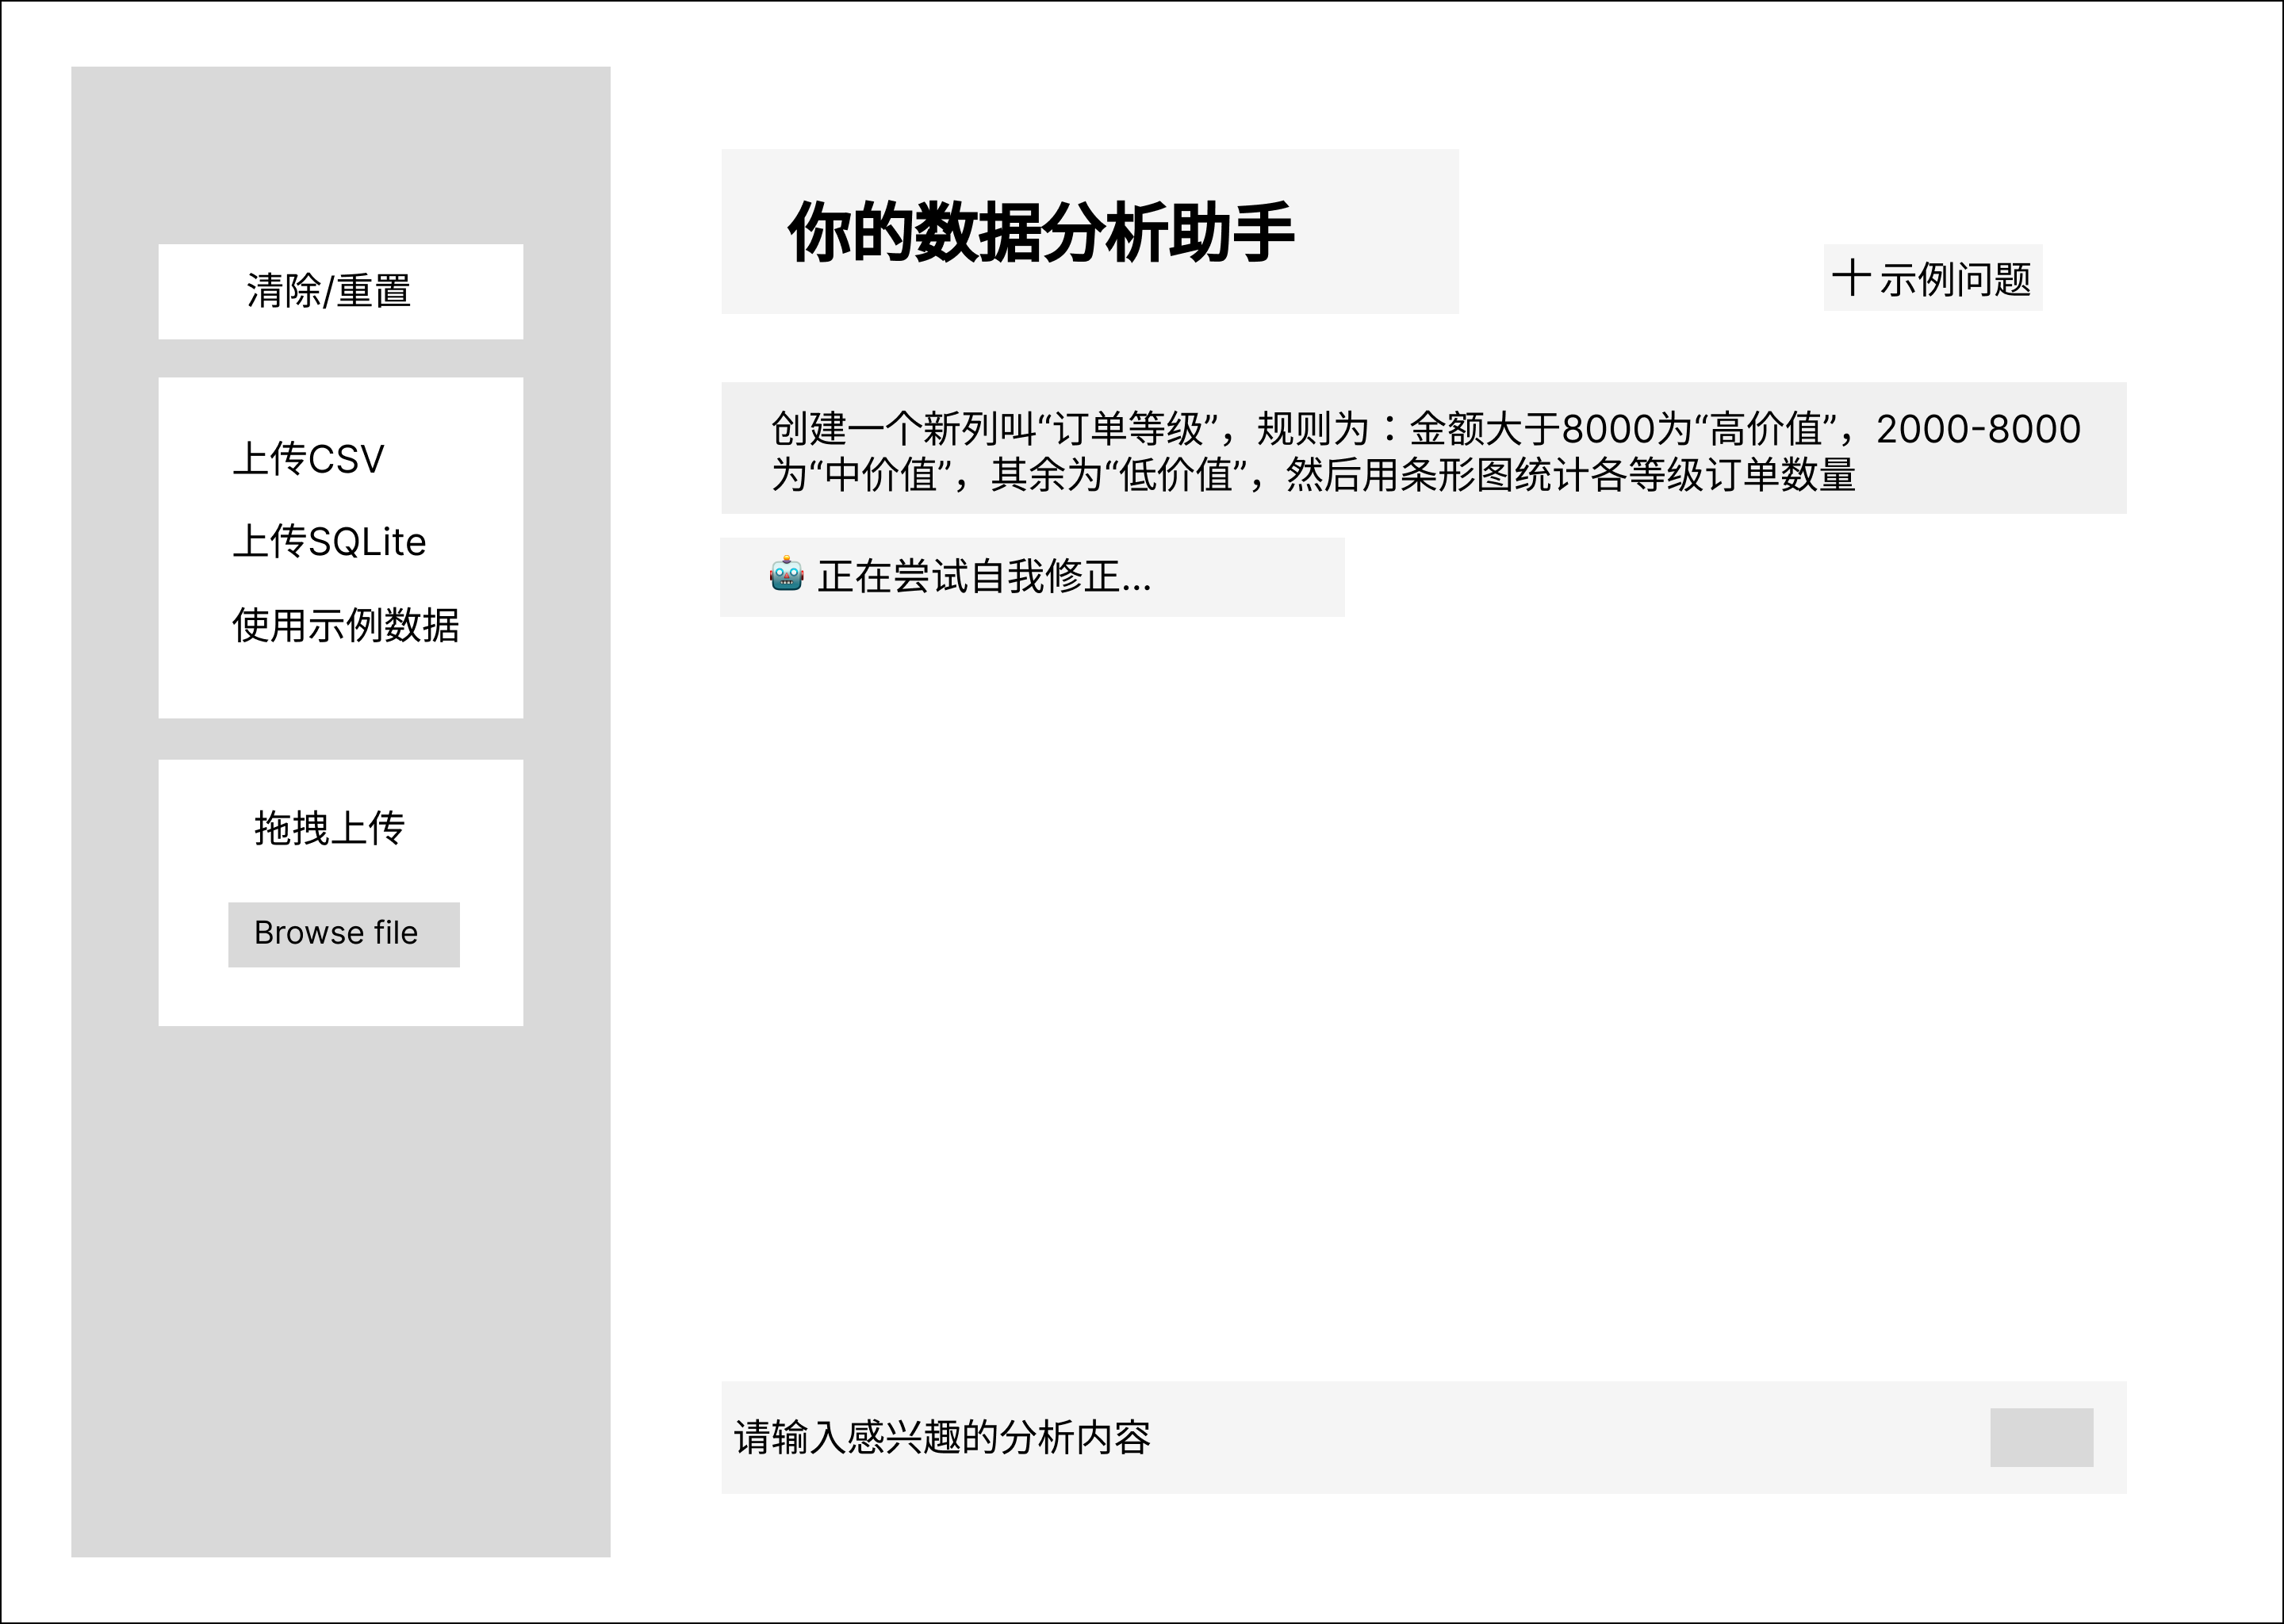 清除/重置
上传CSV
上传SQLite
使用示例数据
拖拽上传
Browse file
你的数据分析助手
十 示例问题
创建一个新列叫“订单等级”，规则为：金额大于8000为“高价值”，2000-8000
为“中价值”，其余为“低价值”，然后用条形图统计各等级订单数量
🤖 正在尝试自我修正...
请输入感兴趣的分析内容